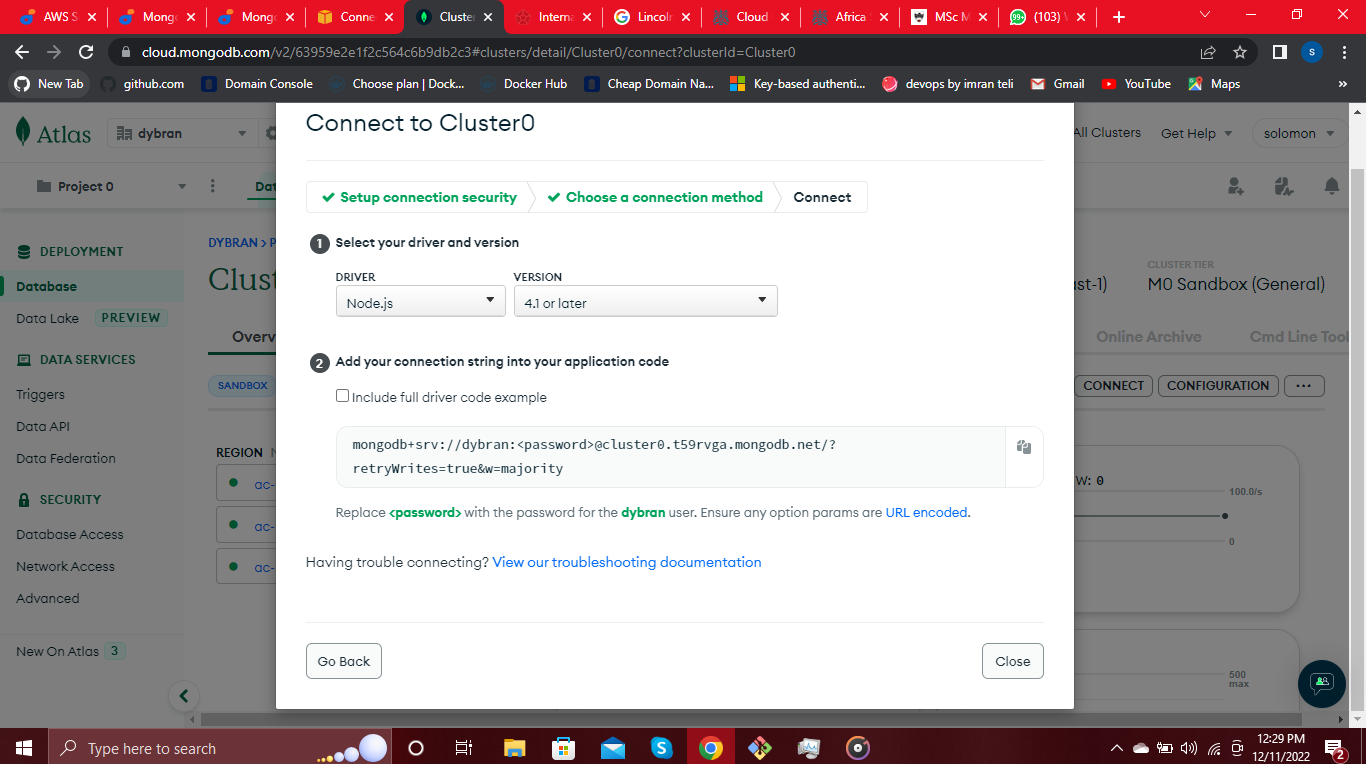 AWS S
Mongo
Mongo
Conne
Cluste
Interna
Lincoln
Cloud
Africa
MSc M
(103)
cloud.mongodb.com/v2/63959e2e1f2c564c6b9db2c3#clusters/detail/Cluster0/connect?clusterId=Cluster0
S
New Tab
github.com
Domain Console
Choose plan | Dock...
Docker Hub
Cheap Domain Na...
Key-based authenti...
devops by imran teli
Gmail
YouTube
Maps
»
Atlas
dybran
All Clusters
Get Help
solomon
Project 0
Dat
DEPLOYMENT
Database
Data Lake
PREVIEW
DATA SERVICES
Triggers
Data API
Data Federation
SECURITY
Database Access
Network Access
Advanced
New On Atlas 3
DYBRAN > P
Clust
Overv
SANDBOX
REGION
ac-
ac-
ac-
Connect to Cluster0
Setup connection security
Choose a connection method
Connect
1 Select your driver and version
DRIVER
VERSION
Node.js
4.1 or later
2 Add your connection string into your application code
Include full driver code example
mongodb+srv://dybran:<password>@cluster0.t59rvga.mongodb.net/?
retryWrites=true&w=majority
Replace <password> with the password for the dybran user. Ensure any option params are URL encoded.
Having trouble connecting? View our troubleshooting documentation
Go Back
Close
CLUSTER TIER
ast-1)
M0 Sandbox (General)
Online Archive
Cmd Line Tool
CONNECT
CONFIGURATION
...
W: 0
100.0/s
0
500
max
Type here to search
12:29 PM
12/11/2022
2